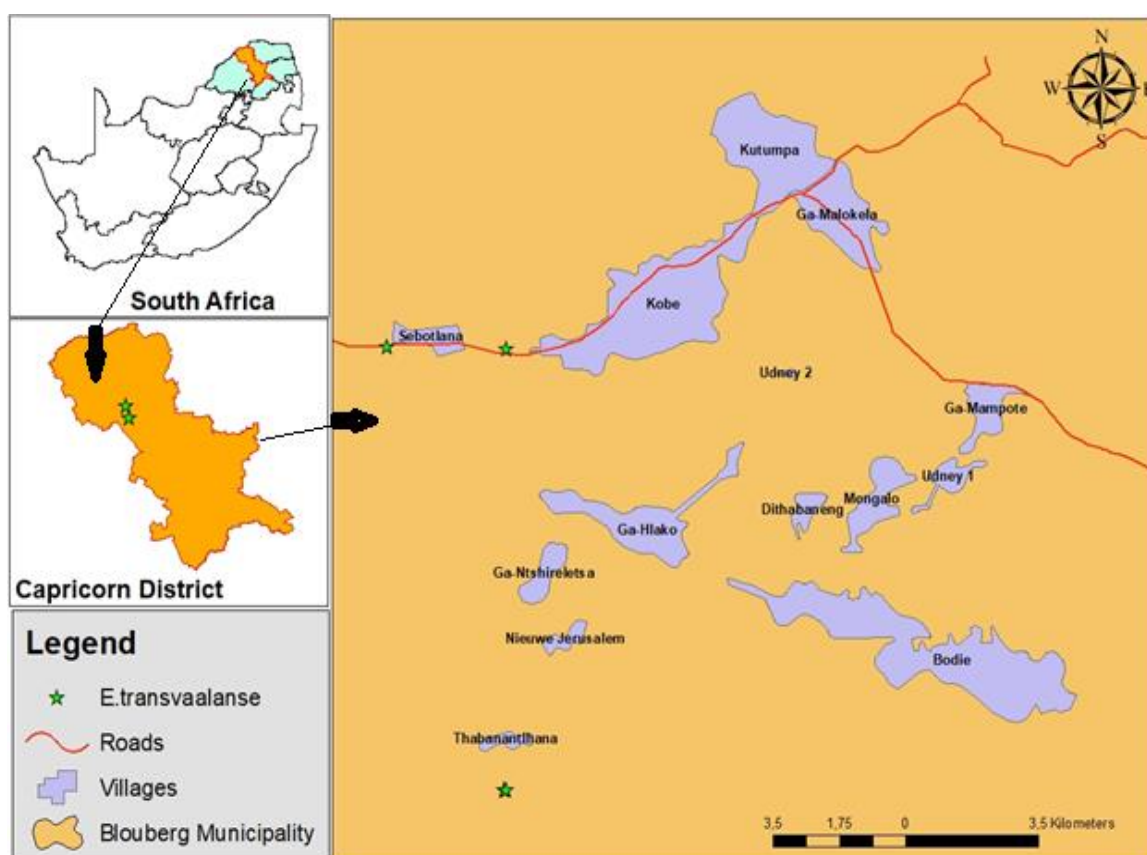 South Africa
Capricorn District
Legend
E.transvaalanse
Roads
Villages
Blouberg Municipality
N
W
E
S
Kutumpa
Ga-Malokela
Kobe
Sebotlana
Udney 2
Ga-Mampote
Udney 1
Mongalo
Dithabaneng
Ga-Hlako
Ga-Ntshireletsa
Nieuwe Jerusalem
Bodie
Thabanantlhana
3,5 1,75 0 3,5 Kilometers